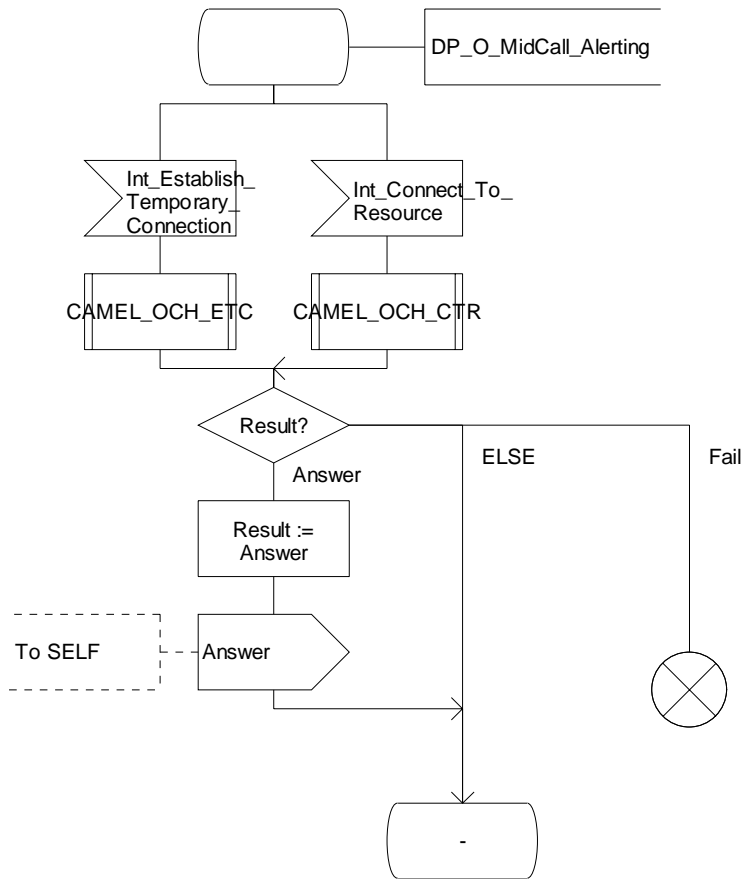 DP_O_MidCall_Alerting
Int_Establish_
Temporary_
Connection
Int_Connect_To_
Resource
CAMEL_OCH_ETC
CAMEL_OCH_CTR
Result?
ELSE
Fail
Answer
Result :=
Answer
To SELF
Answer
-